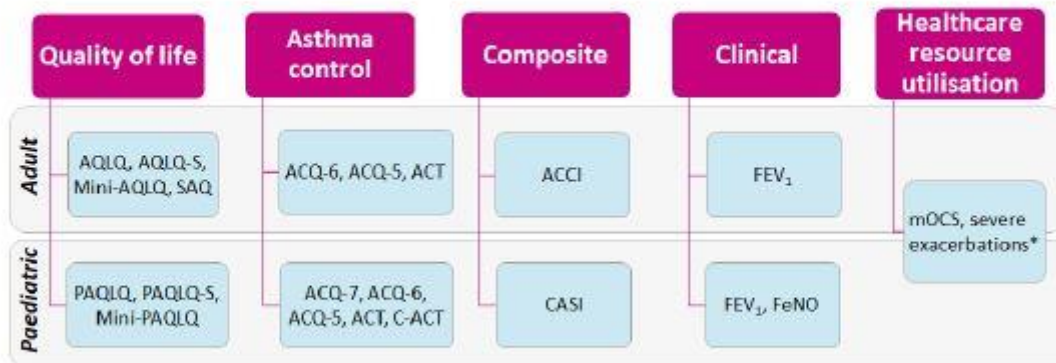 Quality of life
Asthma
control
Composite
Clinical
Healthcare
resource
utilisation
Adult
AQLQ, AQLQ-S,
Mini-AQLQ, SAQ
ACQ-6, ACQ-5, ACT
ACCI
FEV₁
mOCS, severe
exacerbations*
Paediatric
PAQLQ, PAQLQ-S,
Mini-PAQLQ
ACQ-7, ACQ-6,
ACQ-5, ACT, C-ACT
CASI
FEV₁, FeNO